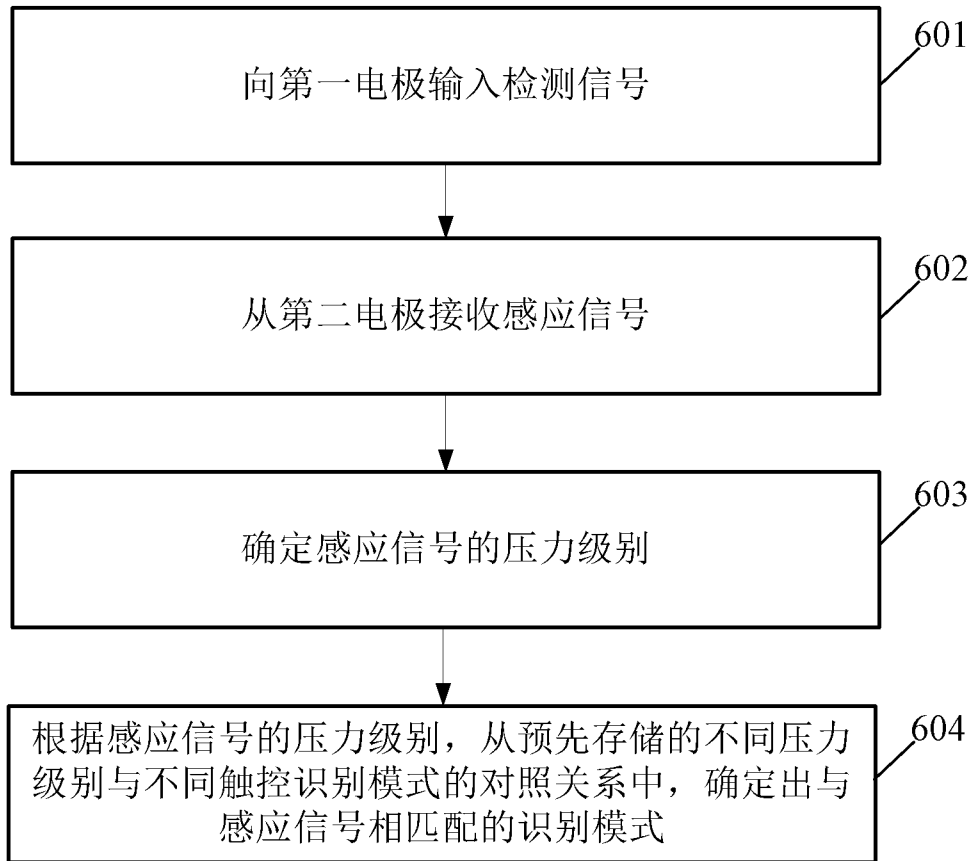 601
向第一电极输入检测信号
602
从第二电极接收感应信号
603
确定感应信号的压力级别
604
根据感应信号的压力级别，从预先存储的不同压力
级别与不同触控识别模式的对照关系中，确定出与
感应信号相匹配的识别模式